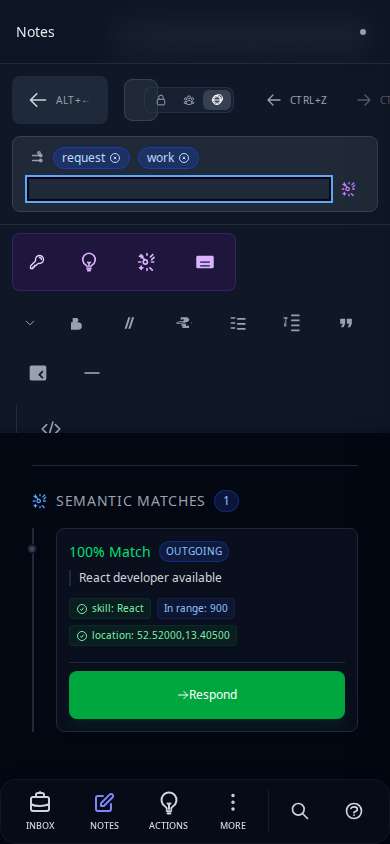 Notes
ALT+←
CTRL+Z
request
work
SEMANTIC MATCHES 1
100% Match OUTGOING
React developer available
skill: React In range: 900
location: 52.52000,13.40500
→Respond
INBOX NOTES ACTIONS MORE